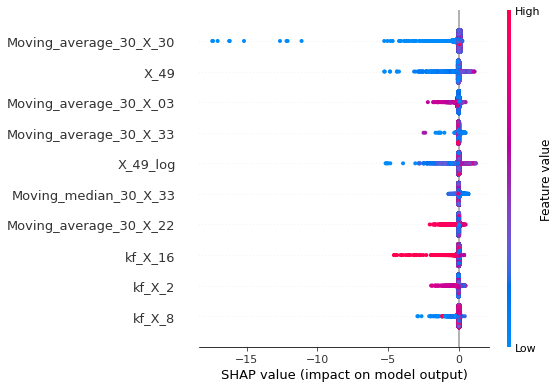 High
Moving_average_30_X_30
X_49
Moving_average_30_X_03
Moving_average_30_X_33
X_49_log
Moving_median_30_X_33
Moving_average_30_X_22
kf_X_16
kf_X_2
kf_X_8
Feature value
Low
−15
−10
−5
0
SHAP value (impact on model output)